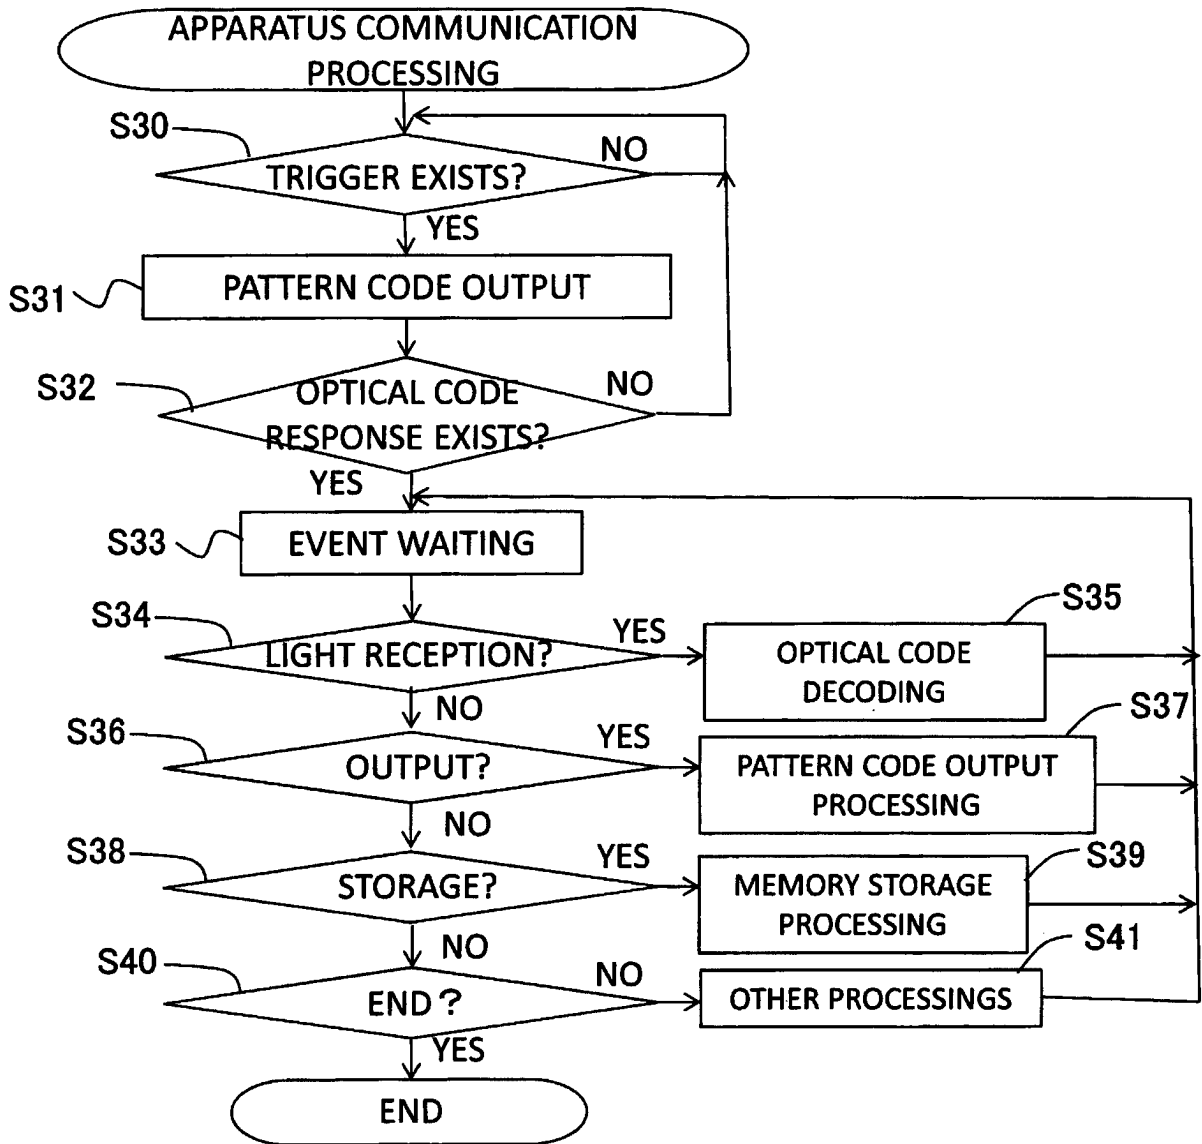 APPARATUS COMMUNICATION
PROCESSING
S30
TRIGGER EXISTS?
NO
YES
S31
PATTERN CODE OUTPUT
S32
OPTICAL CODE
RESPONSE EXISTS?
NO
YES
S33
EVENT WAITING
S34
LIGHT RECEPTION?
YES
S35
OPTICAL CODE
DECODING
NO
S36
OUTPUT?
YES
S37
PATTERN CODE OUTPUT
PROCESSING
NO
S38
STORAGE?
YES
S39
MEMORY STORAGE
PROCESSING
NO
S40
END?
NO
S41
OTHER PROCESSINGS
YES
END